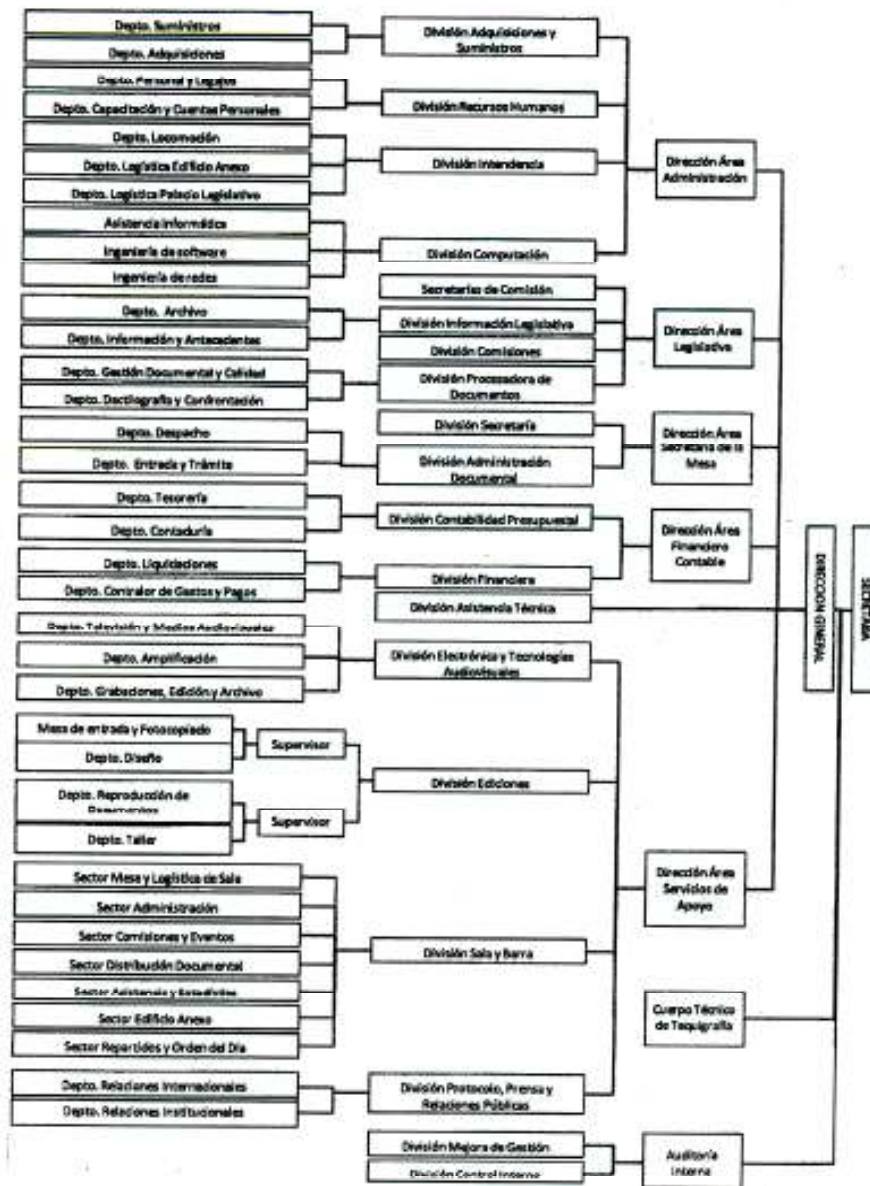 Depto. Suministros
Depto. Adquisiciones
Depto. Personal y Legajos
Depto. Capacitación y Cuentas Personales
Depto. Locomoción
Depto. Logística Edificio Anexo
Depto. Logística Palacio Legislativo
Asistencia Informática
Ingeniería de software
Ingeniería de redes
Depto. Archivo
Depto. Información y Antecedentes
Depto. Gestión Documental y Calidad
Depto. Dactilografía y Confrontación
Depto. Despacho
Depto. Entrada y Trámite
Depto. Tesorería
Depto. Contaduría
Depto. Liquidaciones
Depto. Contralor de Gastos y Pagos
Depto. Televisión y Medios Audiovisuales
Depto. Amplificación
Depto. Grabaciones, Edición y Archivo
Mesa de entrada y Fotocopiado
Depto. Diseño
Depto. Reproducción de
Documentos
Depto. Taller
Supervisor
Supervisor
Sector Mesa y Logística de Sala
Sector Administración
Sector Comisiones y Eventos
Sector Distribución Documental
Sector Asistencia y Estadística
Sector Edificio Anexo
Sector Repartidos y Orden del Día
Depto. Relaciones Internacionales
Depto. Relaciones Institucionales
División Adquisiciones y
Suministros
División Recursos Humanos
División Intendencia
División Computación
Secretarías de Comisión
División Información Legislativa
División Comisiones
División Procesadora de
Documentos
División Secretaría
División Administración
Documental
División Contabilidad Presupuestal
División Financiera
División Asistencia Técnica
División Electrónica y Tecnologías
Audiovisuales
División Ediciones
División Sala y Barra
División Protocolo, Prensa y
Relaciones Públicas
División Mejora de Gestión
División Control Interno
Dirección Área
Administración
Dirección Área
Legislativa
Dirección Área
Secretaría de la
Mesa
Dirección Área
Financiero
Contable
Dirección Área
Servicios de
Apoyo
Cuerpo Técnico
de Taquigrafía
Auditoría
Interna
DIRECCION GENERAL
SECRETARIA